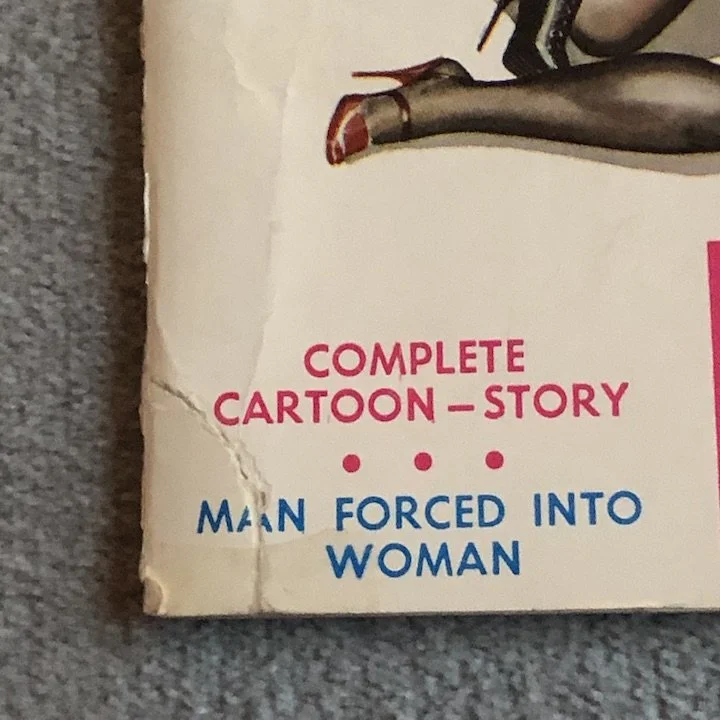 COMPLETE
CARTOON – STORY
• • •
MAN FORCED INTO
WOMAN